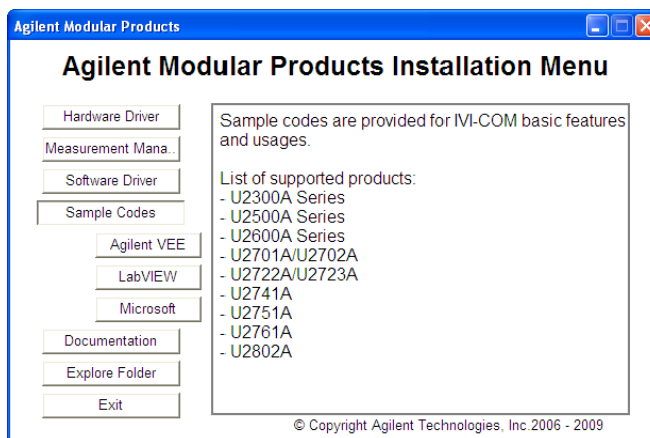 Agilent Modular Products
Agilent Modular Products Installation Menu
Hardware Driver
Measurement Mana..
Software Driver
Sample Codes
Agilent VEE
LabVIEW
Microsoft
Documentation
Explore Folder
Exit
Sample codes are provided for IVI-COM basic features
and usages.
List of supported products:
- U2300A Series
- U2500A Series
- U2600A Series
- U2701A/U2702A
- U2722A/U2723A
- U2741A
- U2751A
- U2761A
- U2802A
© Copyright Agilent Technologies, Inc.2006 - 2009